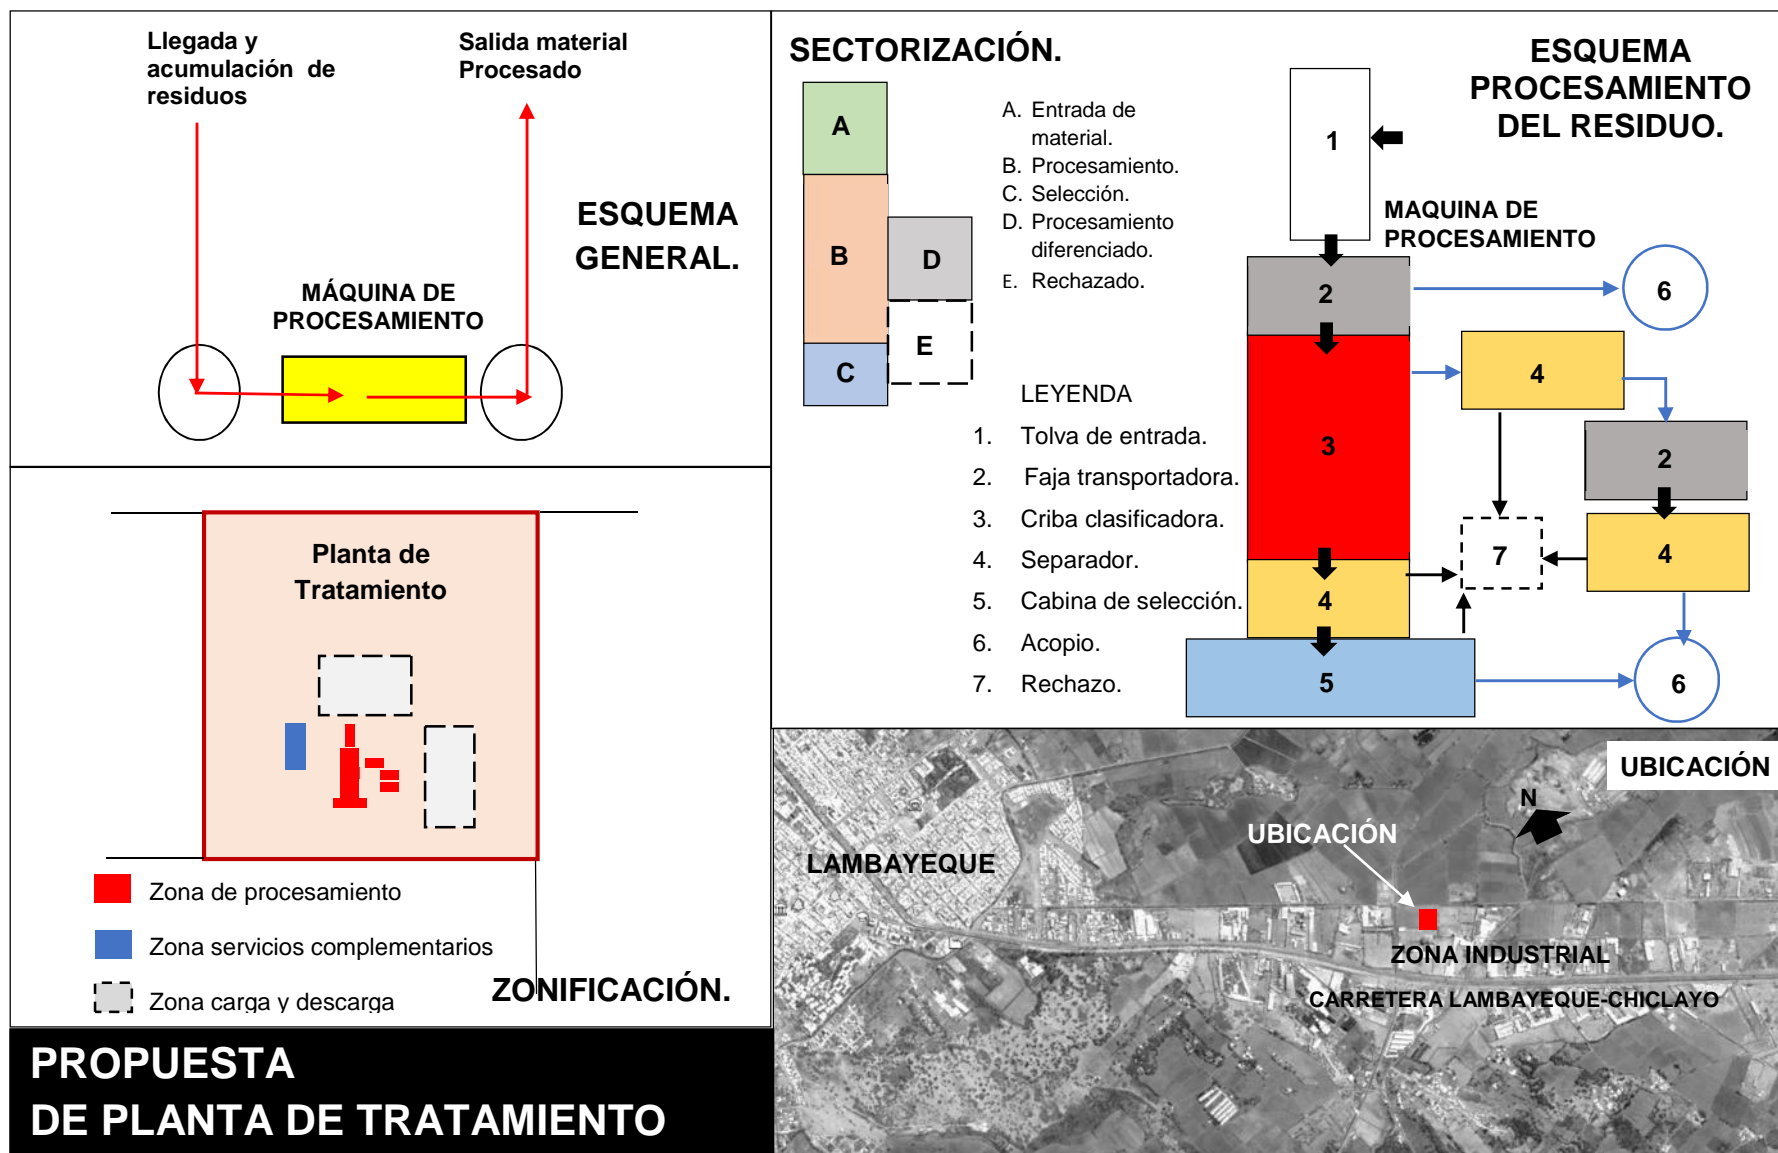 Llegada y
acumulación de
residuos
Salida material
Procesado
ESQUEMA
GENERAL.
MÁQUINA DE
PROCESAMIENTO
Planta de
Tratamiento
Zona de procesamiento
Zona servicios complementarios
Zona carga y descarga
ZONIFICACIÓN.
PROPUESTA
DE PLANTA DE TRATAMIENTO
SECTORIZACIÓN.
A
B
C
D
E
A. Entrada de
material.
B. Procesamiento.
C. Selección.
D. Procesamiento
diferenciado.
E. Rechazado.
LEYENDA
1. Tolva de entrada.
2. Faja transportadora.
3. Criba clasificadora.
4. Separador.
5. Cabina de selección.
6. Acopio.
7. Rechazo.
ESQUEMA
PROCESAMIENTO
DEL RESIDUO.
MAQUINA DE
PROCESAMIENTO
1
2
6
4
3
2
7
4
4
5
6
UBICACIÓN
N
UBICACIÓN
LAMBAYEQUE
ZONA INDUSTRIAL
CARRETERA LAMBAYEQUE-CHICLAYO